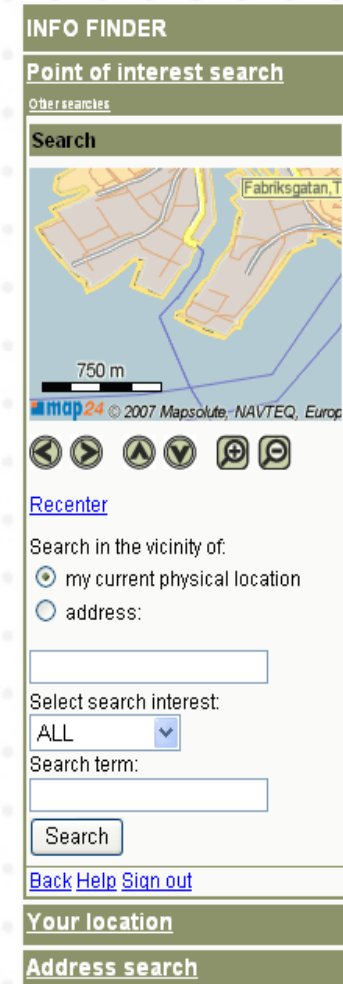 INFO FINDER
Point of interest search
Other searches
Search
Fabriksgatan, T
750 m
map24 © 2007 Mapsolute, NAVTEQ, Europ
Recenter
Search in the vicinity of:
my current physical location
address:
Select search interest:
ALL
Search term:
Search
Back Help Sign out
Your location
Address search